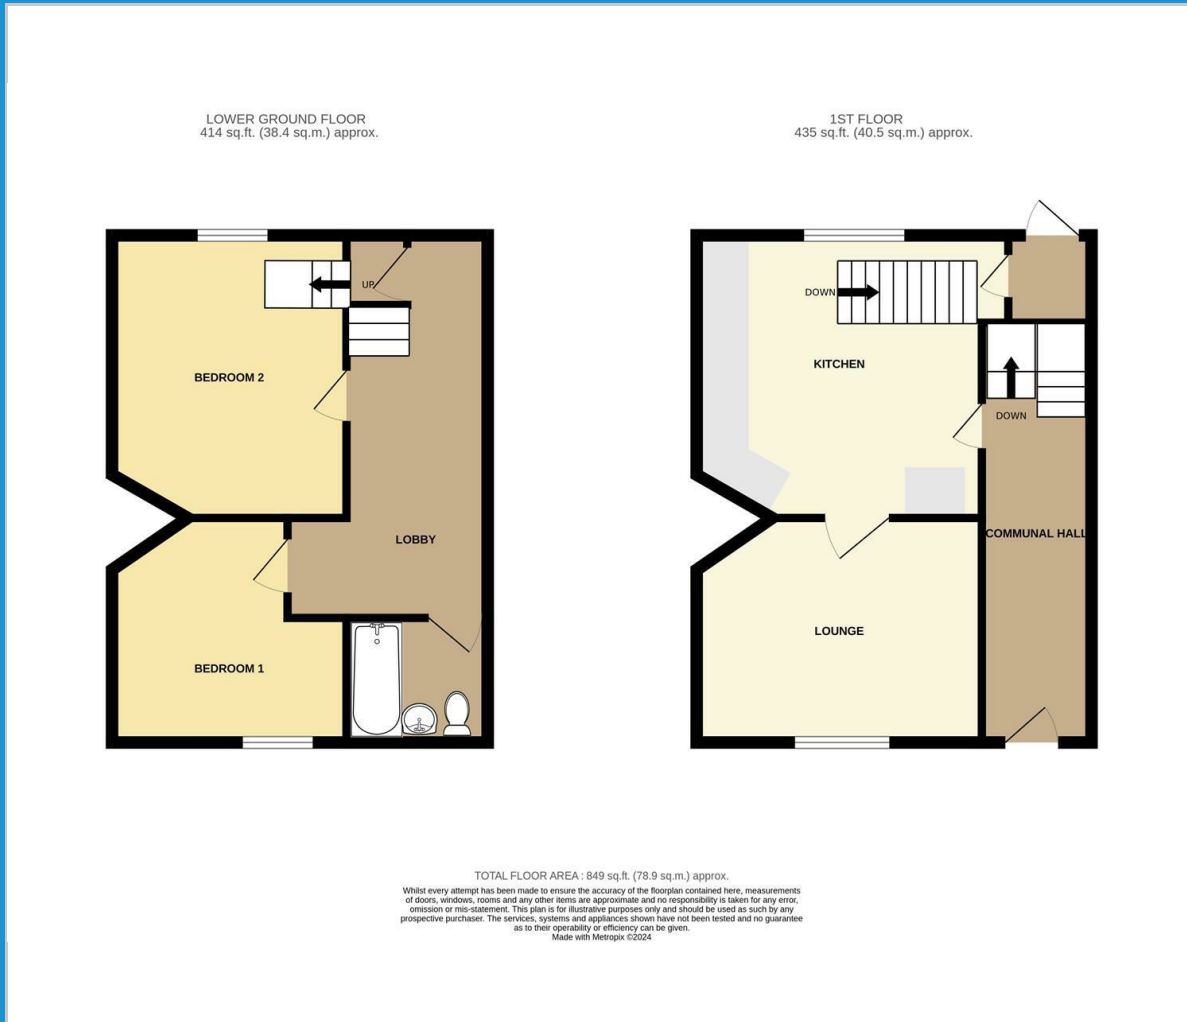 LOWER GROUND FLOOR
414 sq.ft. (38.4 sq.m.) approx.
UP
BEDROOM 2
LOBBY
BEDROOM 1
1ST FLOOR
435 sq.ft. (40.5 sq.m.) approx.
DOWN
KITCHEN
DOWN
COMMUNAL HALL
LOUNGE
TOTAL FLOOR AREA : 849 sq.ft. (78.9 sq.m.) approx.
Whilst every attempt has been made to ensure the accuracy of the floorplan contained here, measurements
of doors, windows, rooms and any other items are approximate and no responsibility is taken for any error,
omission or mis-statement. This plan is for illustrative purposes only and should be used as such by any
prospective purchaser. The services, systems and appliances shown have not been tested and no guarantee
as to their operability or efficiency can be given.
Made with Metropix ©2024